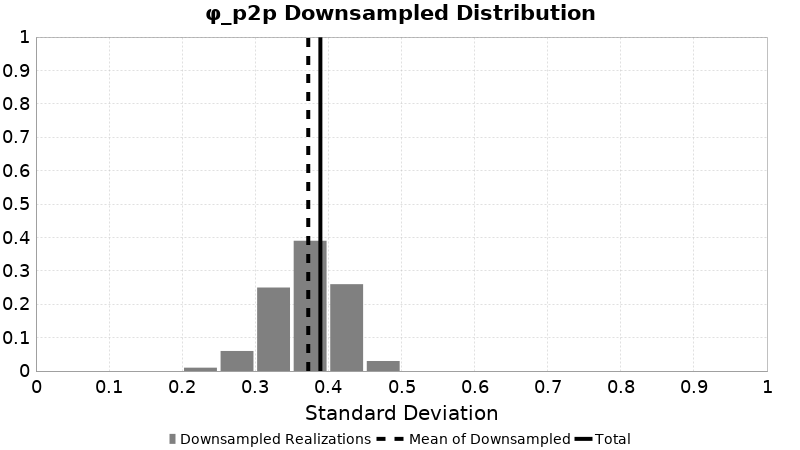 φ_p2p Downsampled Distribution
1
0.9
0.8
0.7
0.6
0.5
0.4
0.3
0.2
0.1
0
0 0.1 0.2 0.3 0.4 0.5 0.6 0.7 0.8 0.9 1
Standard Deviation
Downsampled Realizations Mean of Downsampled Total